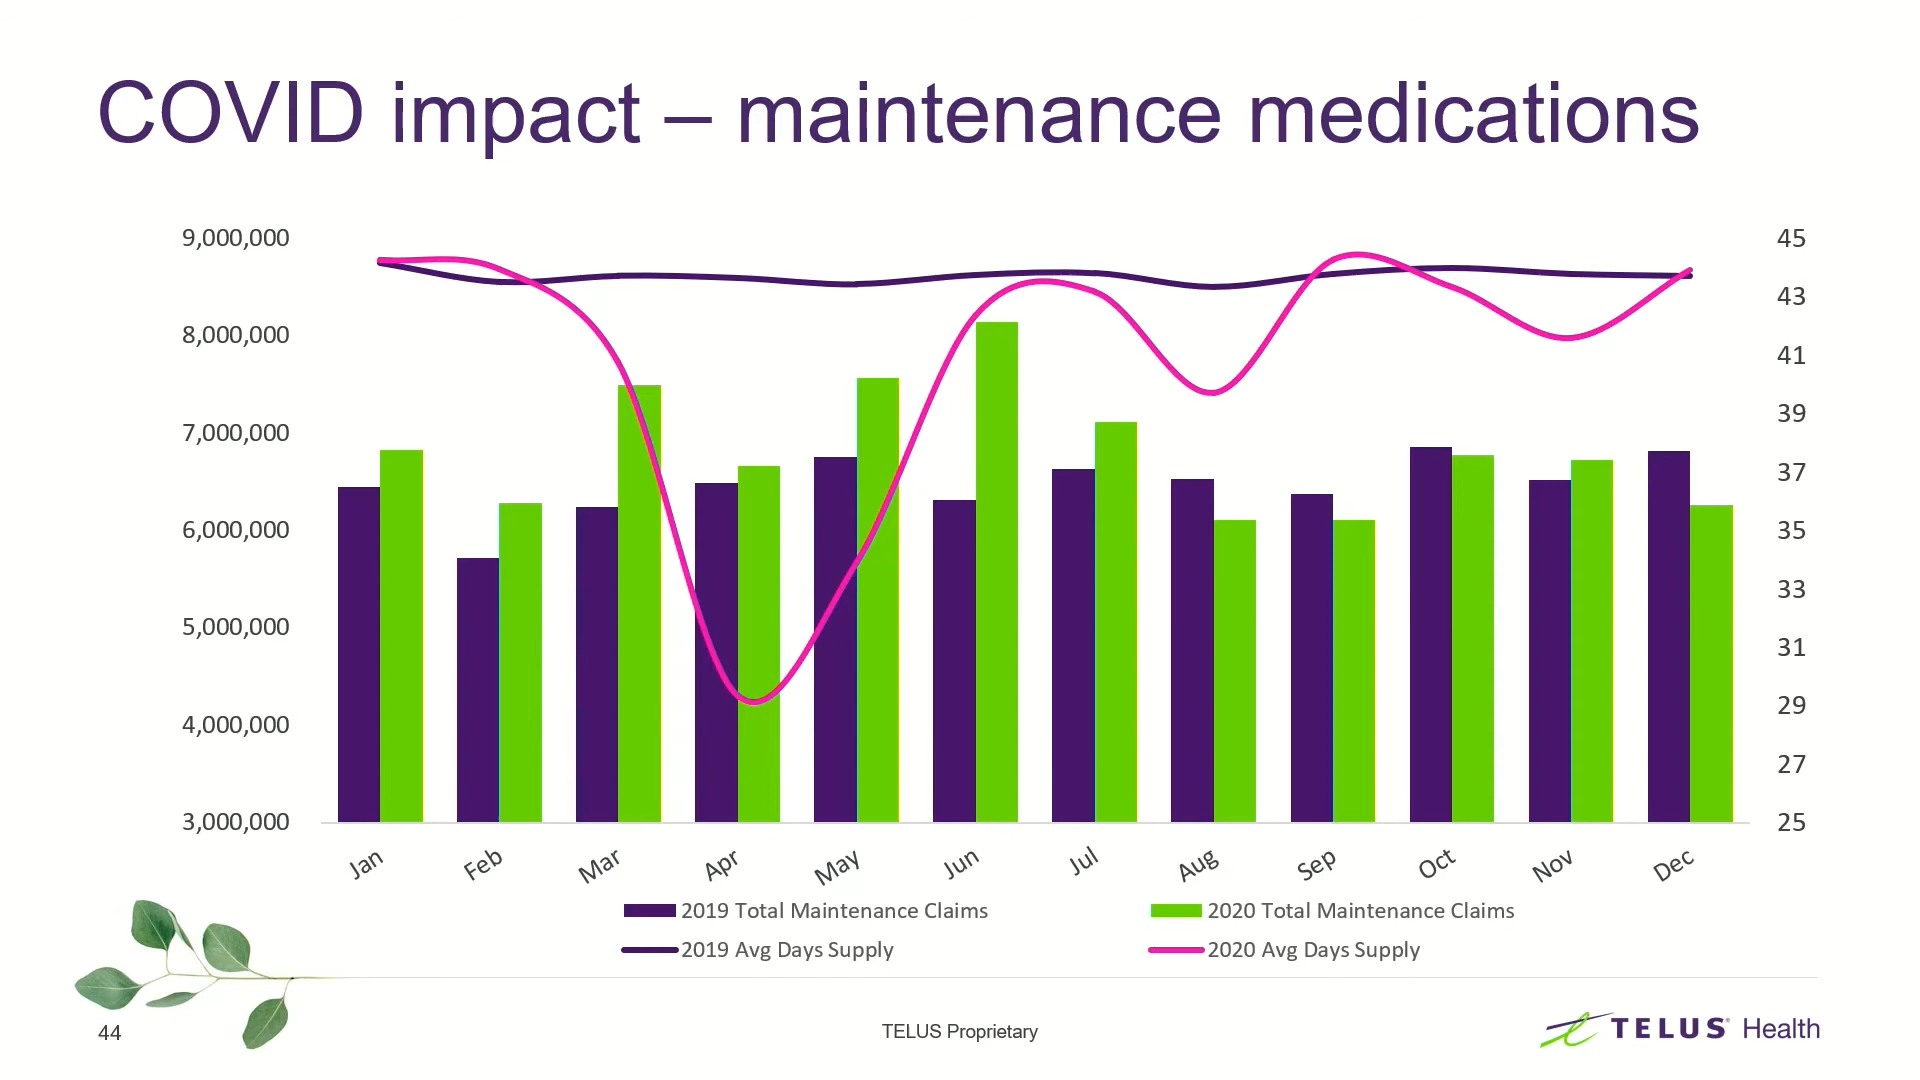 COVID impact – maintenance medications
9,000,000
8,000,000
7,000,000
6,000,000
5,000,000
4,000,000
3,000,000
45
43
41
39
37
35
33
31
29
27
25
Jan
Feb
Mar
Apr
May
Jun
Jul
Aug
Sep
Oct
Nov
Dec
2019 Total Maintenance Claims
2020 Total Maintenance Claims
2019 Avg Days Supply
2020 Avg Days Supply
44
TELUS Proprietary
TELUS® Health